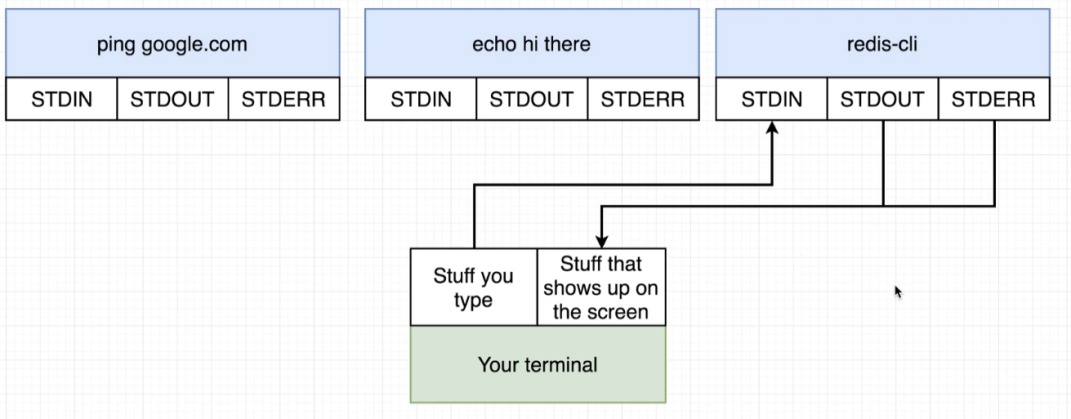 ping google.com
echo hi there
redis-cli
STDIN STDOUT STDERR
STDIN STDOUT STDERR
STDIN STDOUT STDERR
Stuff you
type
Stuff that
shows up on
the screen
Your terminal